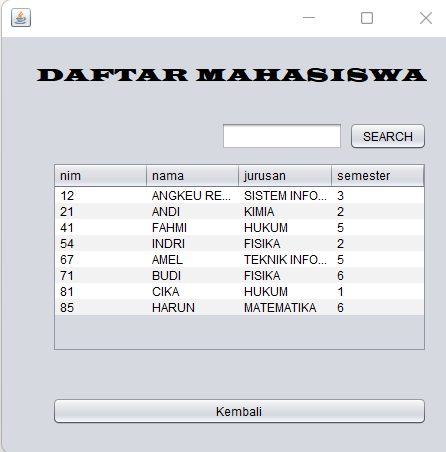 DAFTAR MAHASISWA
SEARCH
nim nama jurusan semester
12 ANGKEU RE... SISTEM INFO... 3
21 ANDI KIMIA 2
41 FAHMI HUKUM 5
54 INDRI FISIKA 2
67 AMEL TEKNIK INFO... 5
71 BUDI FISIKA 6
81 CIKA HUKUM 1
85 HARUN MATEMATIKA 6
Kembali